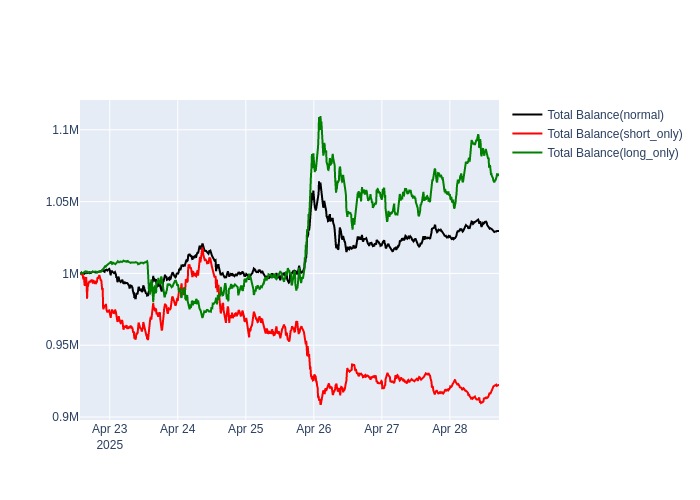 Total Balance(normal)
Total Balance(short_only)
Total Balance(long_only)
1.1M
1.05M
1M
0.95M
0.9M
Apr 23
2025
Apr 24
Apr 25
Apr 26
Apr 27
Apr 28